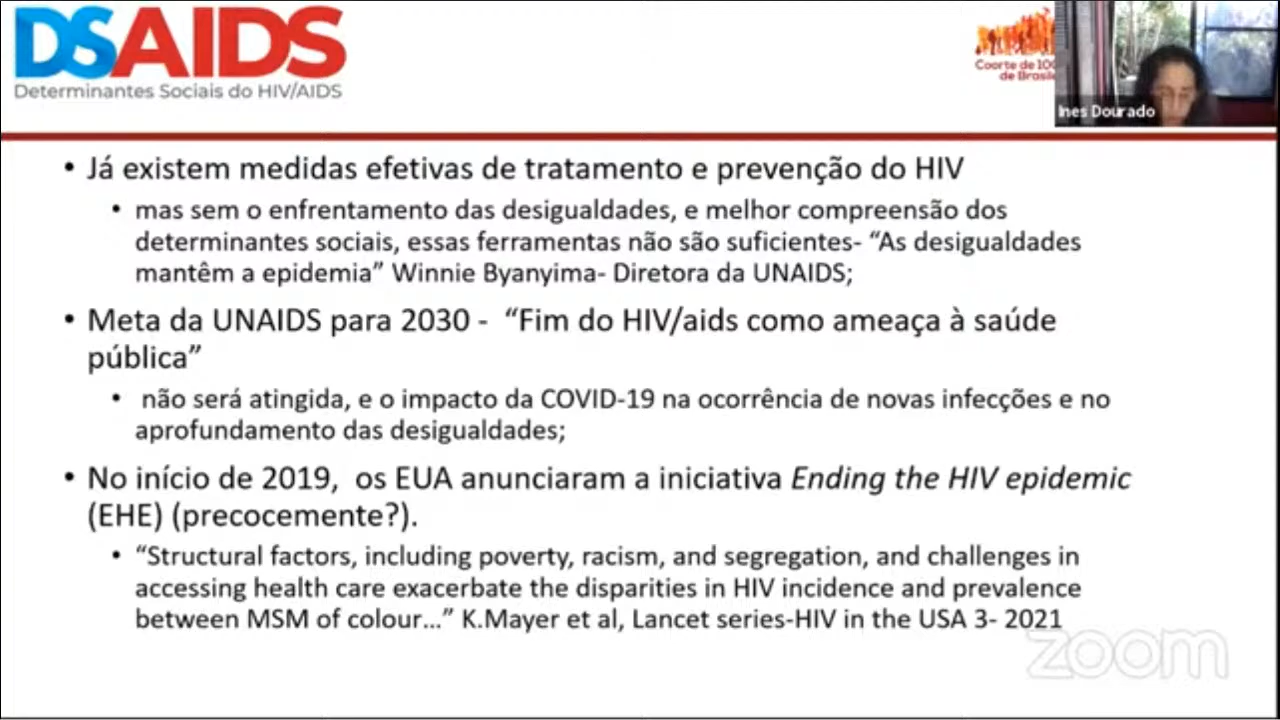 DSAIDS
Determinantes Sociais do HIV/AIDS
Coorte de 100
de Brasile
Ines Dourado
• Já existem medidas efetivas de tratamento e prevenção do HIV
• mas sem o enfrentamento das desigualdades, e melhor compreensão dos
determinantes sociais, essas ferramentas não são suficientes- “As desigualdades
mantêm a epidemia” Winnie Byanyima- Diretora da UNAIDS;
• Meta da UNAIDS para 2030 - “Fim do HIV/aids como ameaça à saúde
pública”
• não será atingida, e o impacto da COVID-19 na ocorrência de novas infecções e no
aprofundamento das desigualdades;
• No início de 2019, os EUA anunciaram a iniciativa Ending the HIV epidemic
(EHE) (precocemente?).
• “Structural factors, including poverty, racism, and segregation, and challenges in
accessing health care exacerbate the disparities in HIV incidence and prevalence
between MSM of colour…” K.Mayer et al, Lancet series-HIV in the USA 3- 2021
zoom